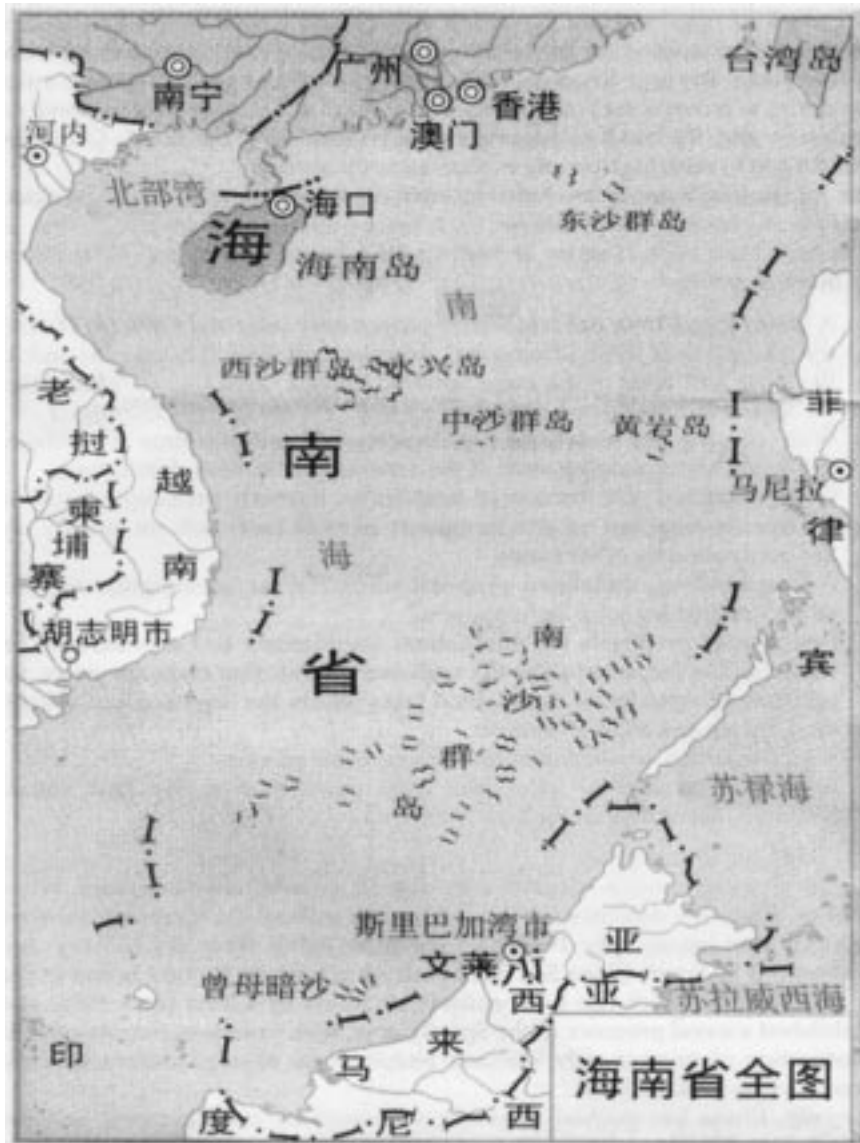 台湾岛
广州
南宁
香港
澳门
河内
北部湾
海口
东沙群岛
海南岛
南海
西沙群岛
永兴岛
中沙群岛
黄岩岛
马尼拉
老挝
越南
柬埔寨
胡志明市
海南省
菲律宾
南沙群岛
苏禄海
斯里巴加湾市
文莱
曾母暗沙
苏拉威西海
马来西亚
印度尼西亚
海南省全图